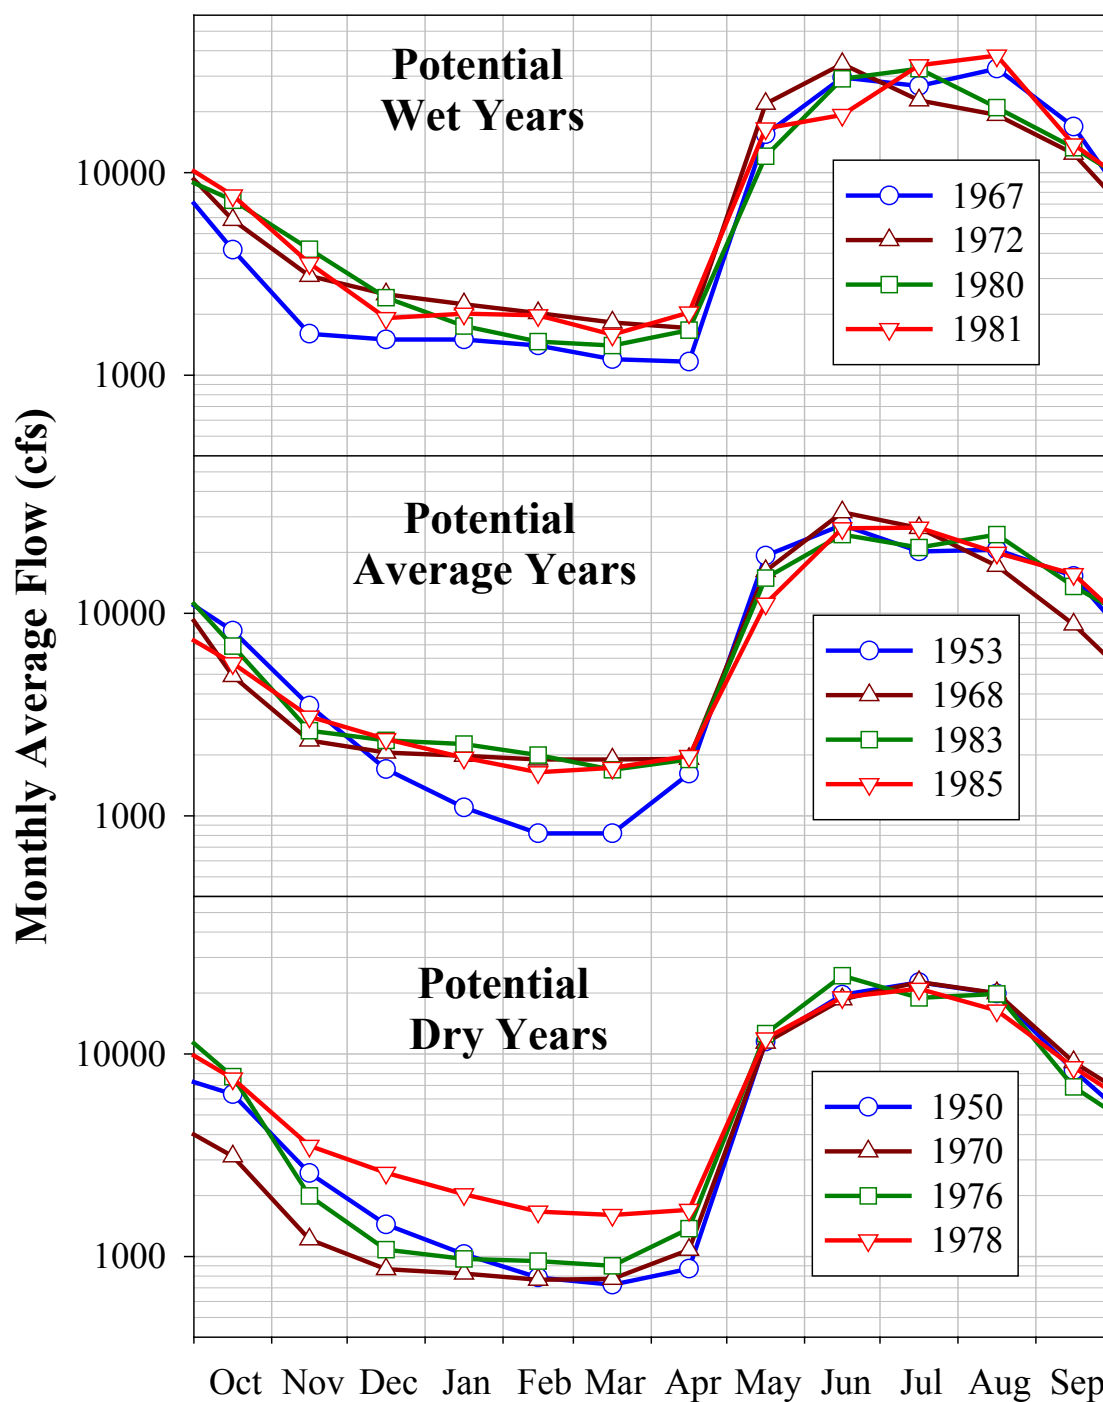 Monthly Average Flow (cfs)
Potential
Wet Years
10000
1000
1967
1972
1980
1981
Potential
Average Years
10000
1000
1953
1968
1983
1985
Potential
Dry Years
10000
1000
1950
1970
1976
1978
Oct Nov Dec Jan Feb Mar Apr May Jun Jul Aug Sep